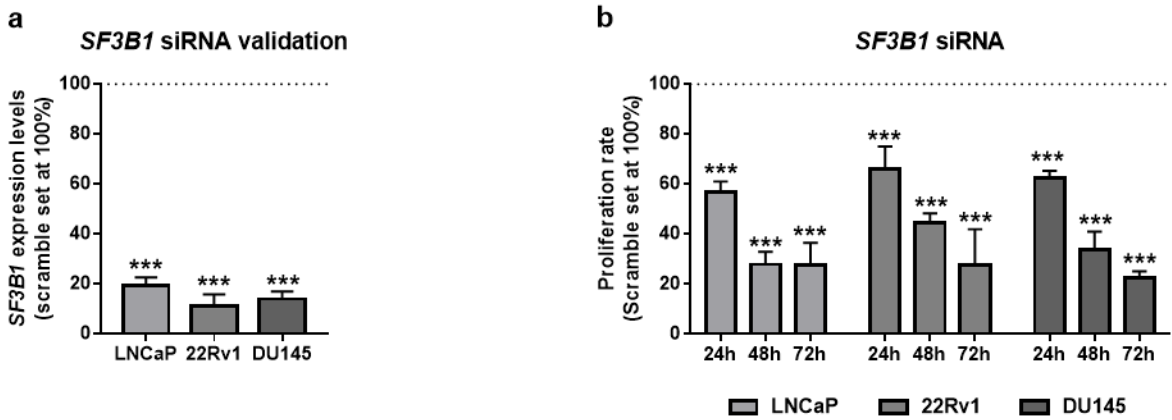 a
SF3B1 siRNA validation
SF3B1 expression levels
(scramble set at 100%)
100
80
60
40
20
0
***
***
***
LNCaP 22Rv1 DU145
b
SF3B1 siRNA
Proliferation rate
(Scramble set at 100%)
100
80
60
40
20
0
***
***
***
***
***
***
***
***
***
24h 48h 72h 24h 48h 72h 24h 48h 72h
LNCaP 22Rv1 DU145